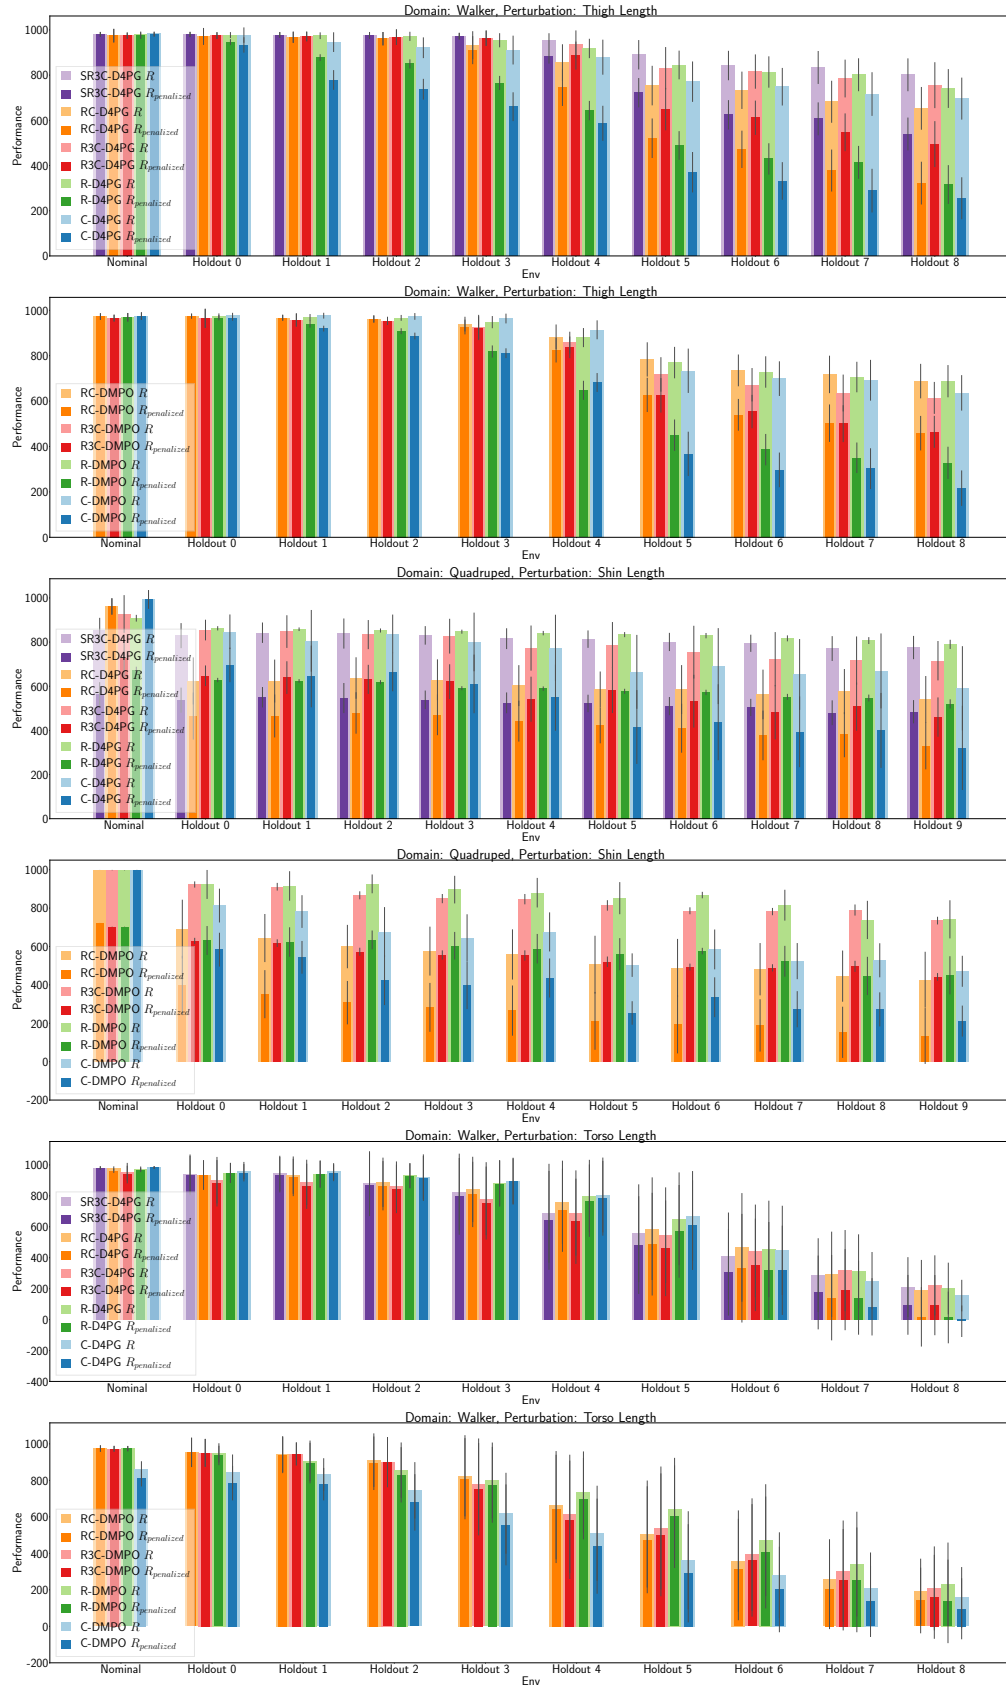 Domain: Walker, Perturbation: Thigh Length
1000
800
600
400
200
0
Performance
SR3C-D4PG R
SR3C-D4PG R_penalized
RC-D4PG R
RC-D4PG R_penalized
R3C-D4PG R
R3C-D4PG R_penalized
R-D4PG R
R-D4PG R_penalized
C-D4PG R
C-D4PG R_penalized
Nominal Holdout 0 Holdout 1 Holdout 2 Holdout 3 Holdout 4 Holdout 5 Holdout 6 Holdout 7 Holdout 8
Env
Domain: Walker, Perturbation: Thigh Length
1000
800
600
400
200
0
Performance
RC-DMPO R
RC-DMPO R_penalized
R3C-DMPO R
R3C-DMPO R_penalized
R-DMPO R
R-DMPO R_penalized
C-DMPO R
C-DMPO R_penalized
Nominal Holdout 0 Holdout 1 Holdout 2 Holdout 3 Holdout 4 Holdout 5 Holdout 6 Holdout 7 Holdout 8
Env
Domain: Quadruped, Perturbation: Shin Length
1000
800
600
400
200
0
Performance
SR3C-D4PG R
SR3C-D4PG R_penalized
RC-D4PG R
RC-D4PG R_penalized
R3C-D4PG R
R3C-D4PG R_penalized
R-D4PG R
R-D4PG R_penalized
C-D4PG R
C-D4PG R_penalized
Nominal Holdout 0 Holdout 1 Holdout 2 Holdout 3 Holdout 4 Holdout 5 Holdout 6 Holdout 7 Holdout 8 Holdout 9
Env
Domain: Quadruped, Perturbation: Shin Length
1000
800
600
400
200
0
-200
Performance
RC-DMPO R
RC-DMPO R_penalized
R3C-DMPO R
R3C-DMPO R_penalized
R-DMPO R
R-DMPO R_penalized
C-DMPO R
C-DMPO R_penalized
Nominal Holdout 0 Holdout 1 Holdout 2 Holdout 3 Holdout 4 Holdout 5 Holdout 6 Holdout 7 Holdout 8 Holdout 9
Env
Domain: Walker, Perturbation: Torso Length
1000
800
600
400
200
0
-200
-400
Performance
SR3C-D4PG R
SR3C-D4PG R_penalized
RC-D4PG R
RC-D4PG R_penalized
R3C-D4PG R
R3C-D4PG R_penalized
R-D4PG R
R-D4PG R_penalized
C-D4PG R
C-D4PG R_penalized
Nominal Holdout 0 Holdout 1 Holdout 2 Holdout 3 Holdout 4 Holdout 5 Holdout 6 Holdout 7 Holdout 8
Env
Domain: Walker, Perturbation: Torso Length
1000
800
600
400
200
0
-200
Performance
RC-DMPO R
RC-DMPO R_penalized
R3C-DMPO R
R3C-DMPO R_penalized
R-DMPO R
R-DMPO R_penalized
C-DMPO R
C-DMPO R_penalized
Nominal Holdout 0 Holdout 1 Holdout 2 Holdout 3 Holdout 4 Holdout 5 Holdout 6 Holdout 7 Holdout 8
Env